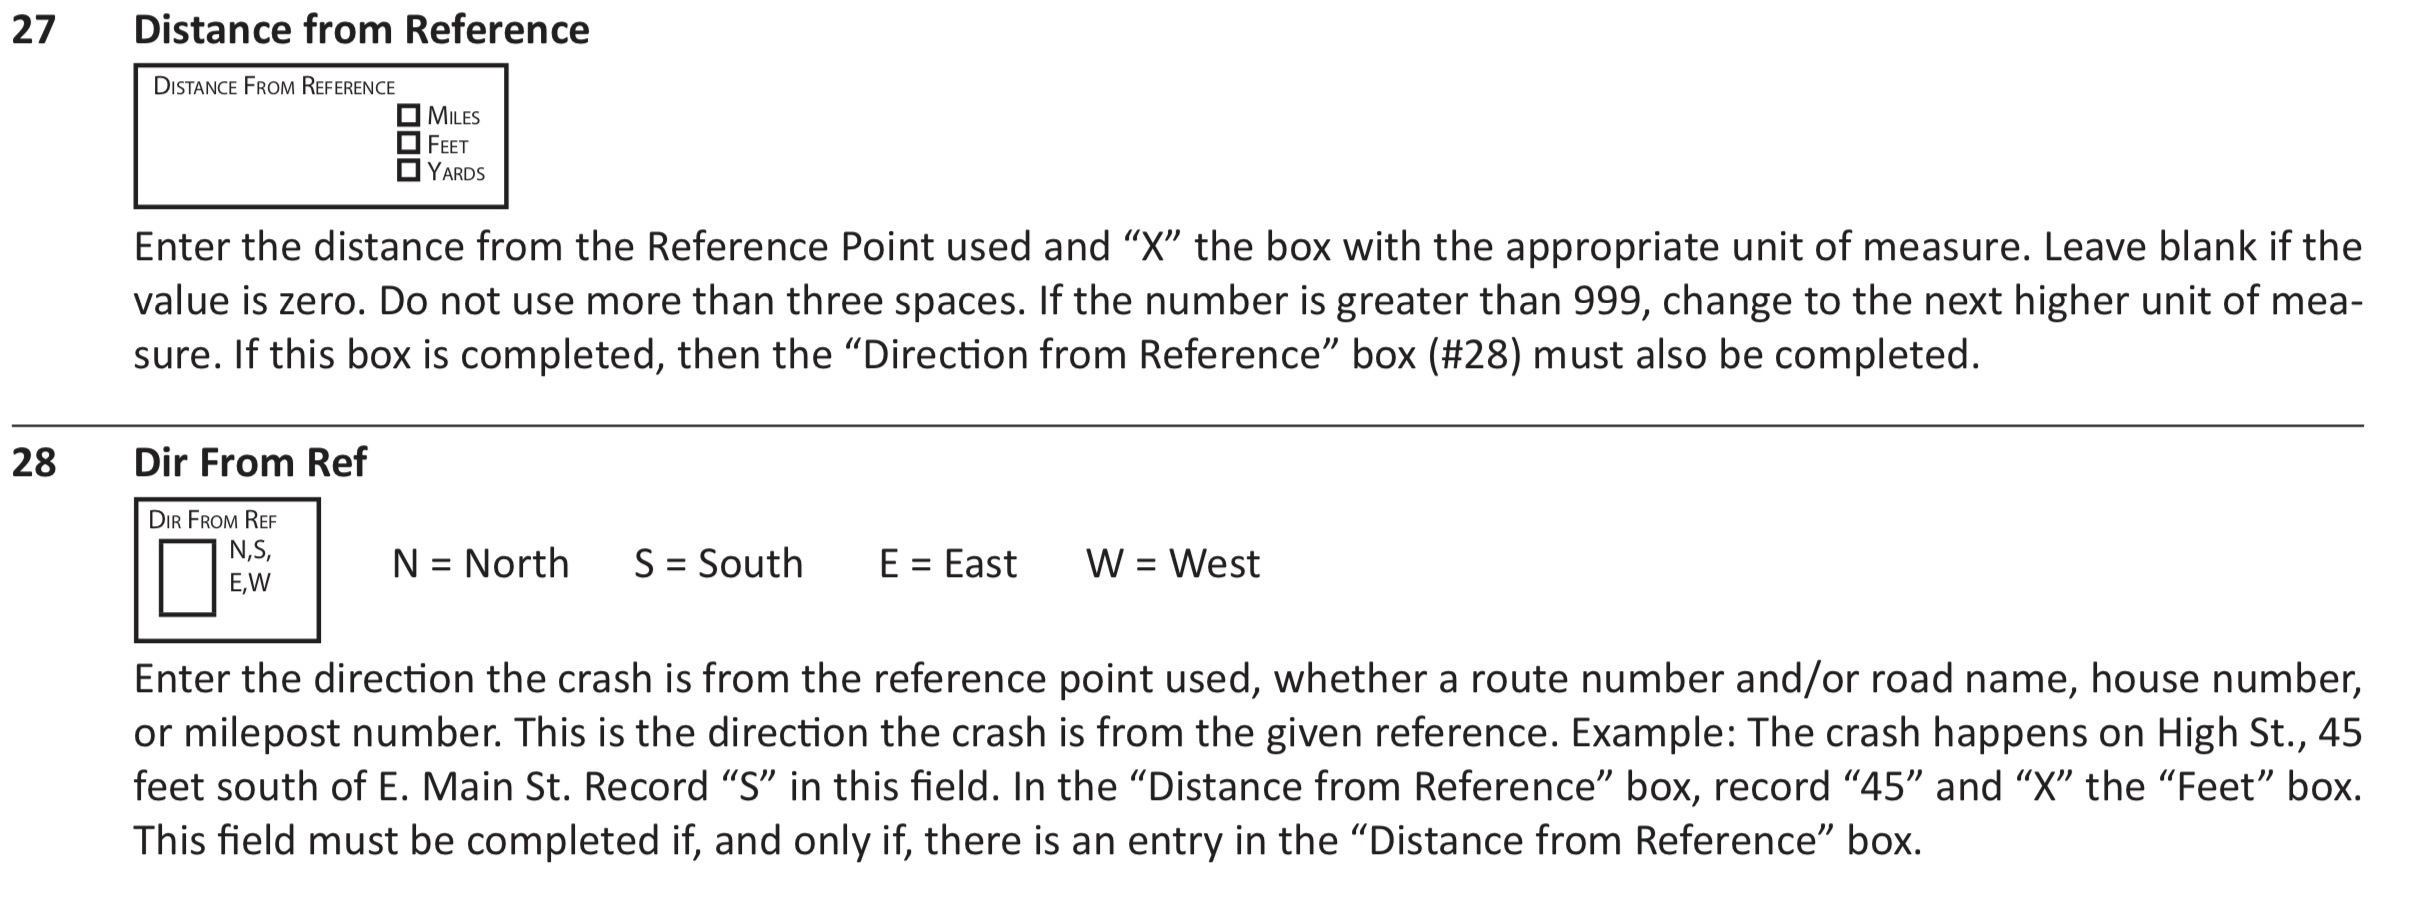 27 Distance from Reference
Distance From Reference
Miles
Feet
Yards
Enter the distance from the Reference Point used and “X” the box with the appropriate unit of measure. Leave blank if the
value is zero. Do not use more than three spaces. If the number is greater than 999, change to the next higher unit of mea-
sure. If this box is completed, then the “Direction from Reference” box (#28) must also be completed.
28 Dir From Ref
Dir From Ref
N,S,
E,W
N = North S = South E = East W = West
Enter the direction the crash is from the reference point used, whether a route number and/or road name, house number,
or milepost number. This is the direction the crash is from the given reference. Example: The crash happens on High St., 45
feet south of E. Main St. Record “S” in this field. In the “Distance from Reference” box, record “45” and “X” the “Feet” box.
This field must be completed if, and only if, there is an entry in the “Distance from Reference” box.